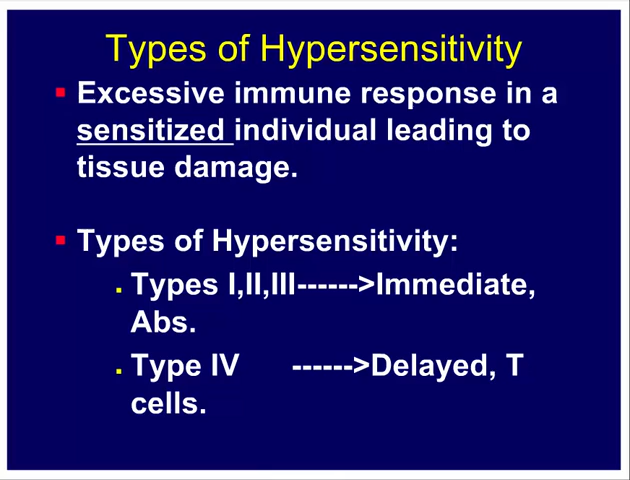 Types of Hypersensitivity
Excessive immune response in a
sensitized individual leading to
tissue damage.
Types of Hypersensitivity:
Types I,II,III------>Immediate,
Abs.
Type IV ------>Delayed, T
cells.